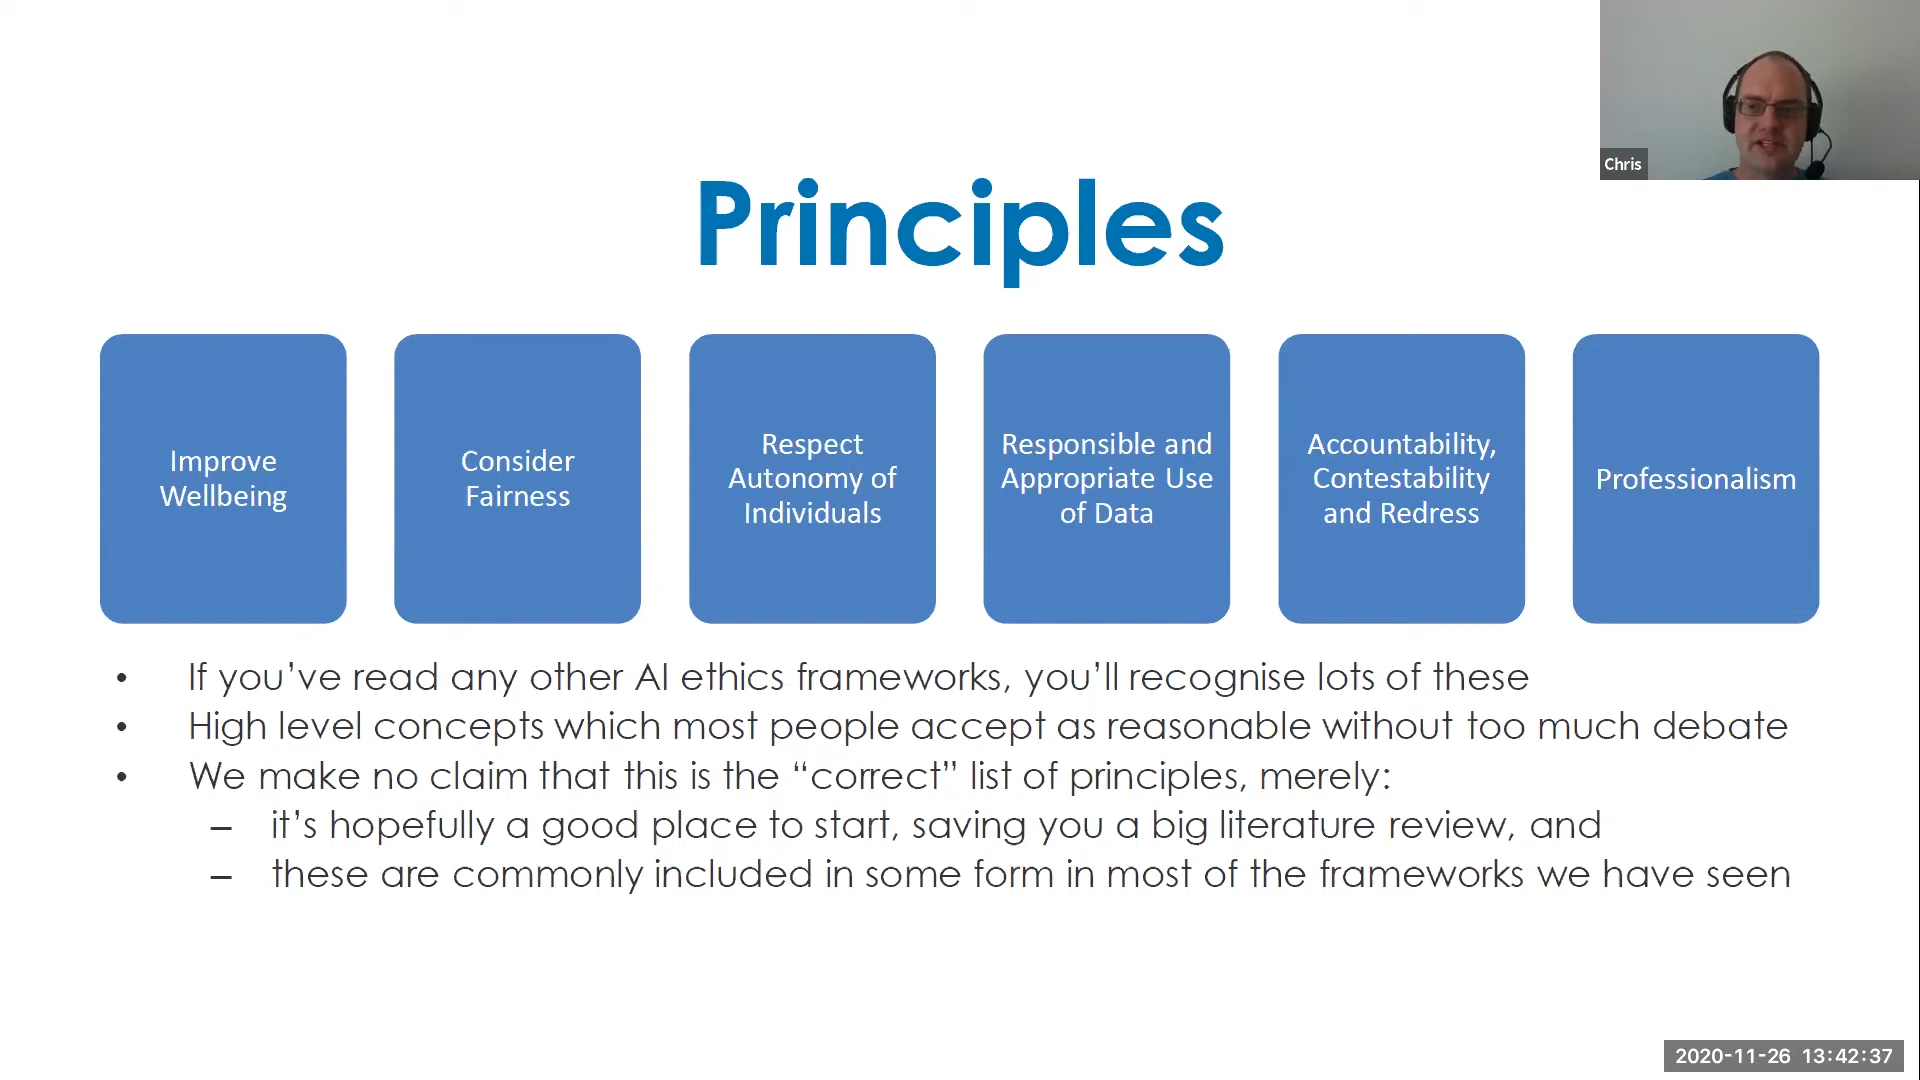 Chris
Principles
Improve
Wellbeing
Consider
Fairness
Respect
Autonomy of
Individuals
Responsible and
Appropriate Use
of Data
Accountability,
Contestability
and Redress
Professionalism
• If you’ve read any other AI ethics frameworks, you’ll recognise lots of these
• High level concepts which most people accept as reasonable without too much debate
• We make no claim that this is the “correct” list of principles, merely:
– it’s hopefully a good place to start, saving you a big literature review, and
– these are commonly included in some form in most of the frameworks we have seen
2020-11-26 13:42:37